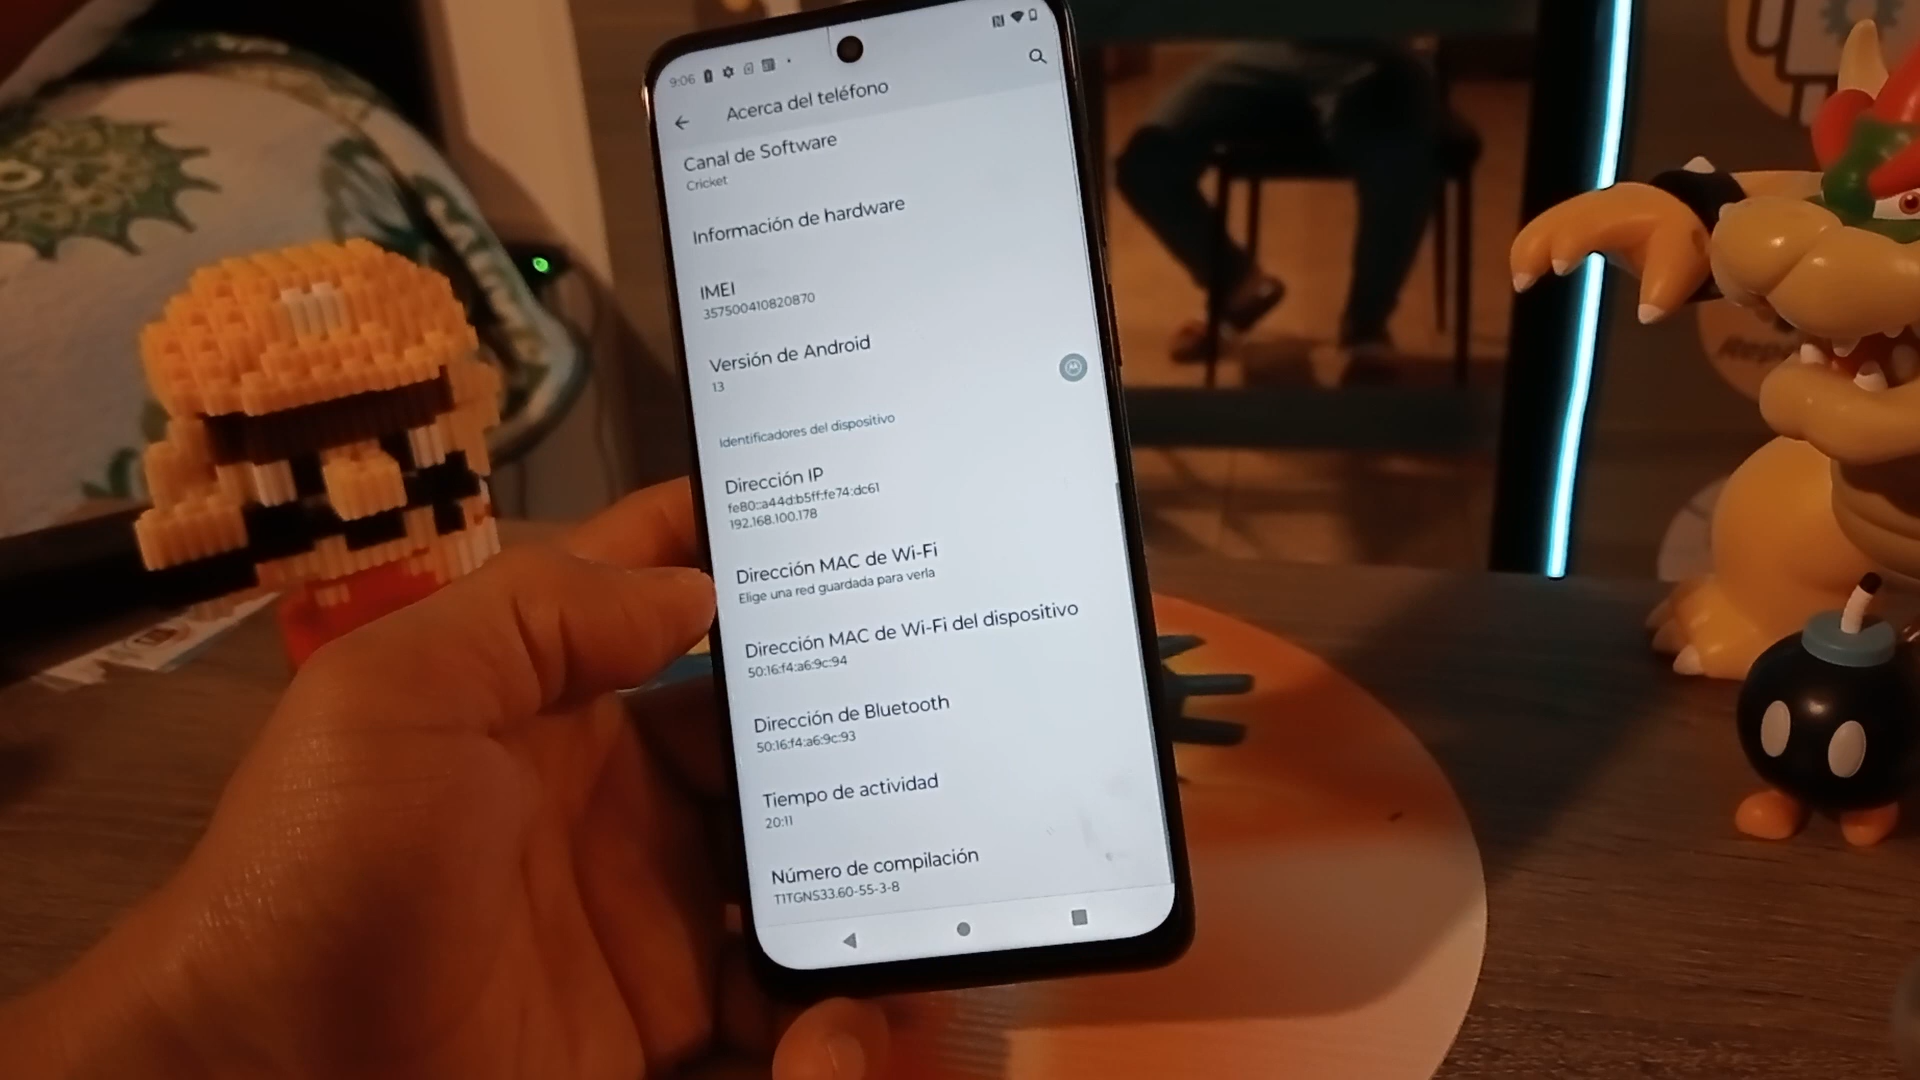 9:06
Acerca del teléfono
Canal de Software
Cricket
Información de hardware
IMEI
357500410820870
Versión de Android
13
Identificadores del dispositivo
Dirección IP
fe80::a44d:b5ff:fe74:dc61
192.168.100.178
Dirección MAC de Wi-Fi
Elige una red guardada para verla
Dirección MAC de Wi-Fi del dispositivo
50:16:f4:a6:9c:94
Dirección de Bluetooth
50:16:f4:a6:9c:93
Tiempo de actividad
20:11
Número de compilación
T1TGNS33.60-55-3-8